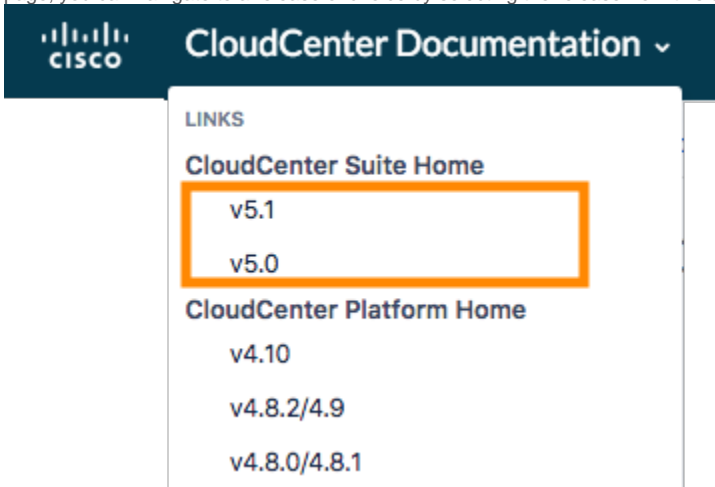 cisco
CloudCenter Documentation
LINKS
CloudCenter Suite Home
v5.1
v5.0
CloudCenter Platform Home
v4.10
v4.8.2/4.9
v4.8.0/4.8.1